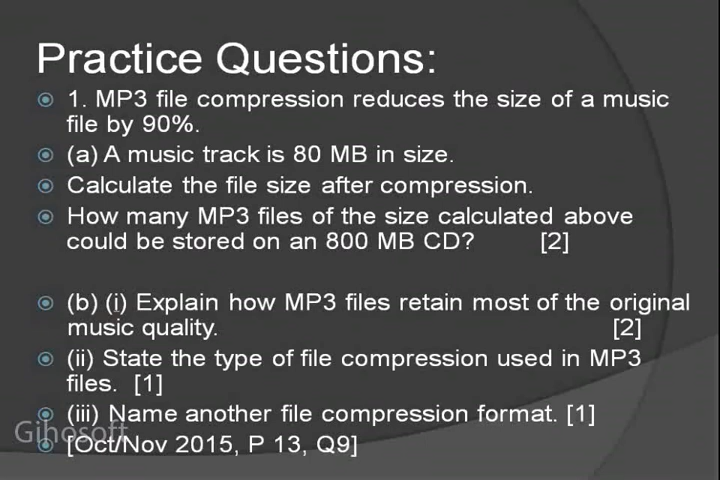 Practice Questions:
1. MP3 file compression reduces the size of a music
file by 90%.
(a) A music track is 80 MB in size.
Calculate the file size after compression.
How many MP3 files of the size calculated above
could be stored on an 800 MB CD? [2]
(b) (i) Explain how MP3 files retain most of the original
music quality. [2]
(ii) State the type of file compression used in MP3
files. [1]
(iii) Name another file compression format. [1]
Gihosoft
[Oct/Nov 2015, P 13, Q9]